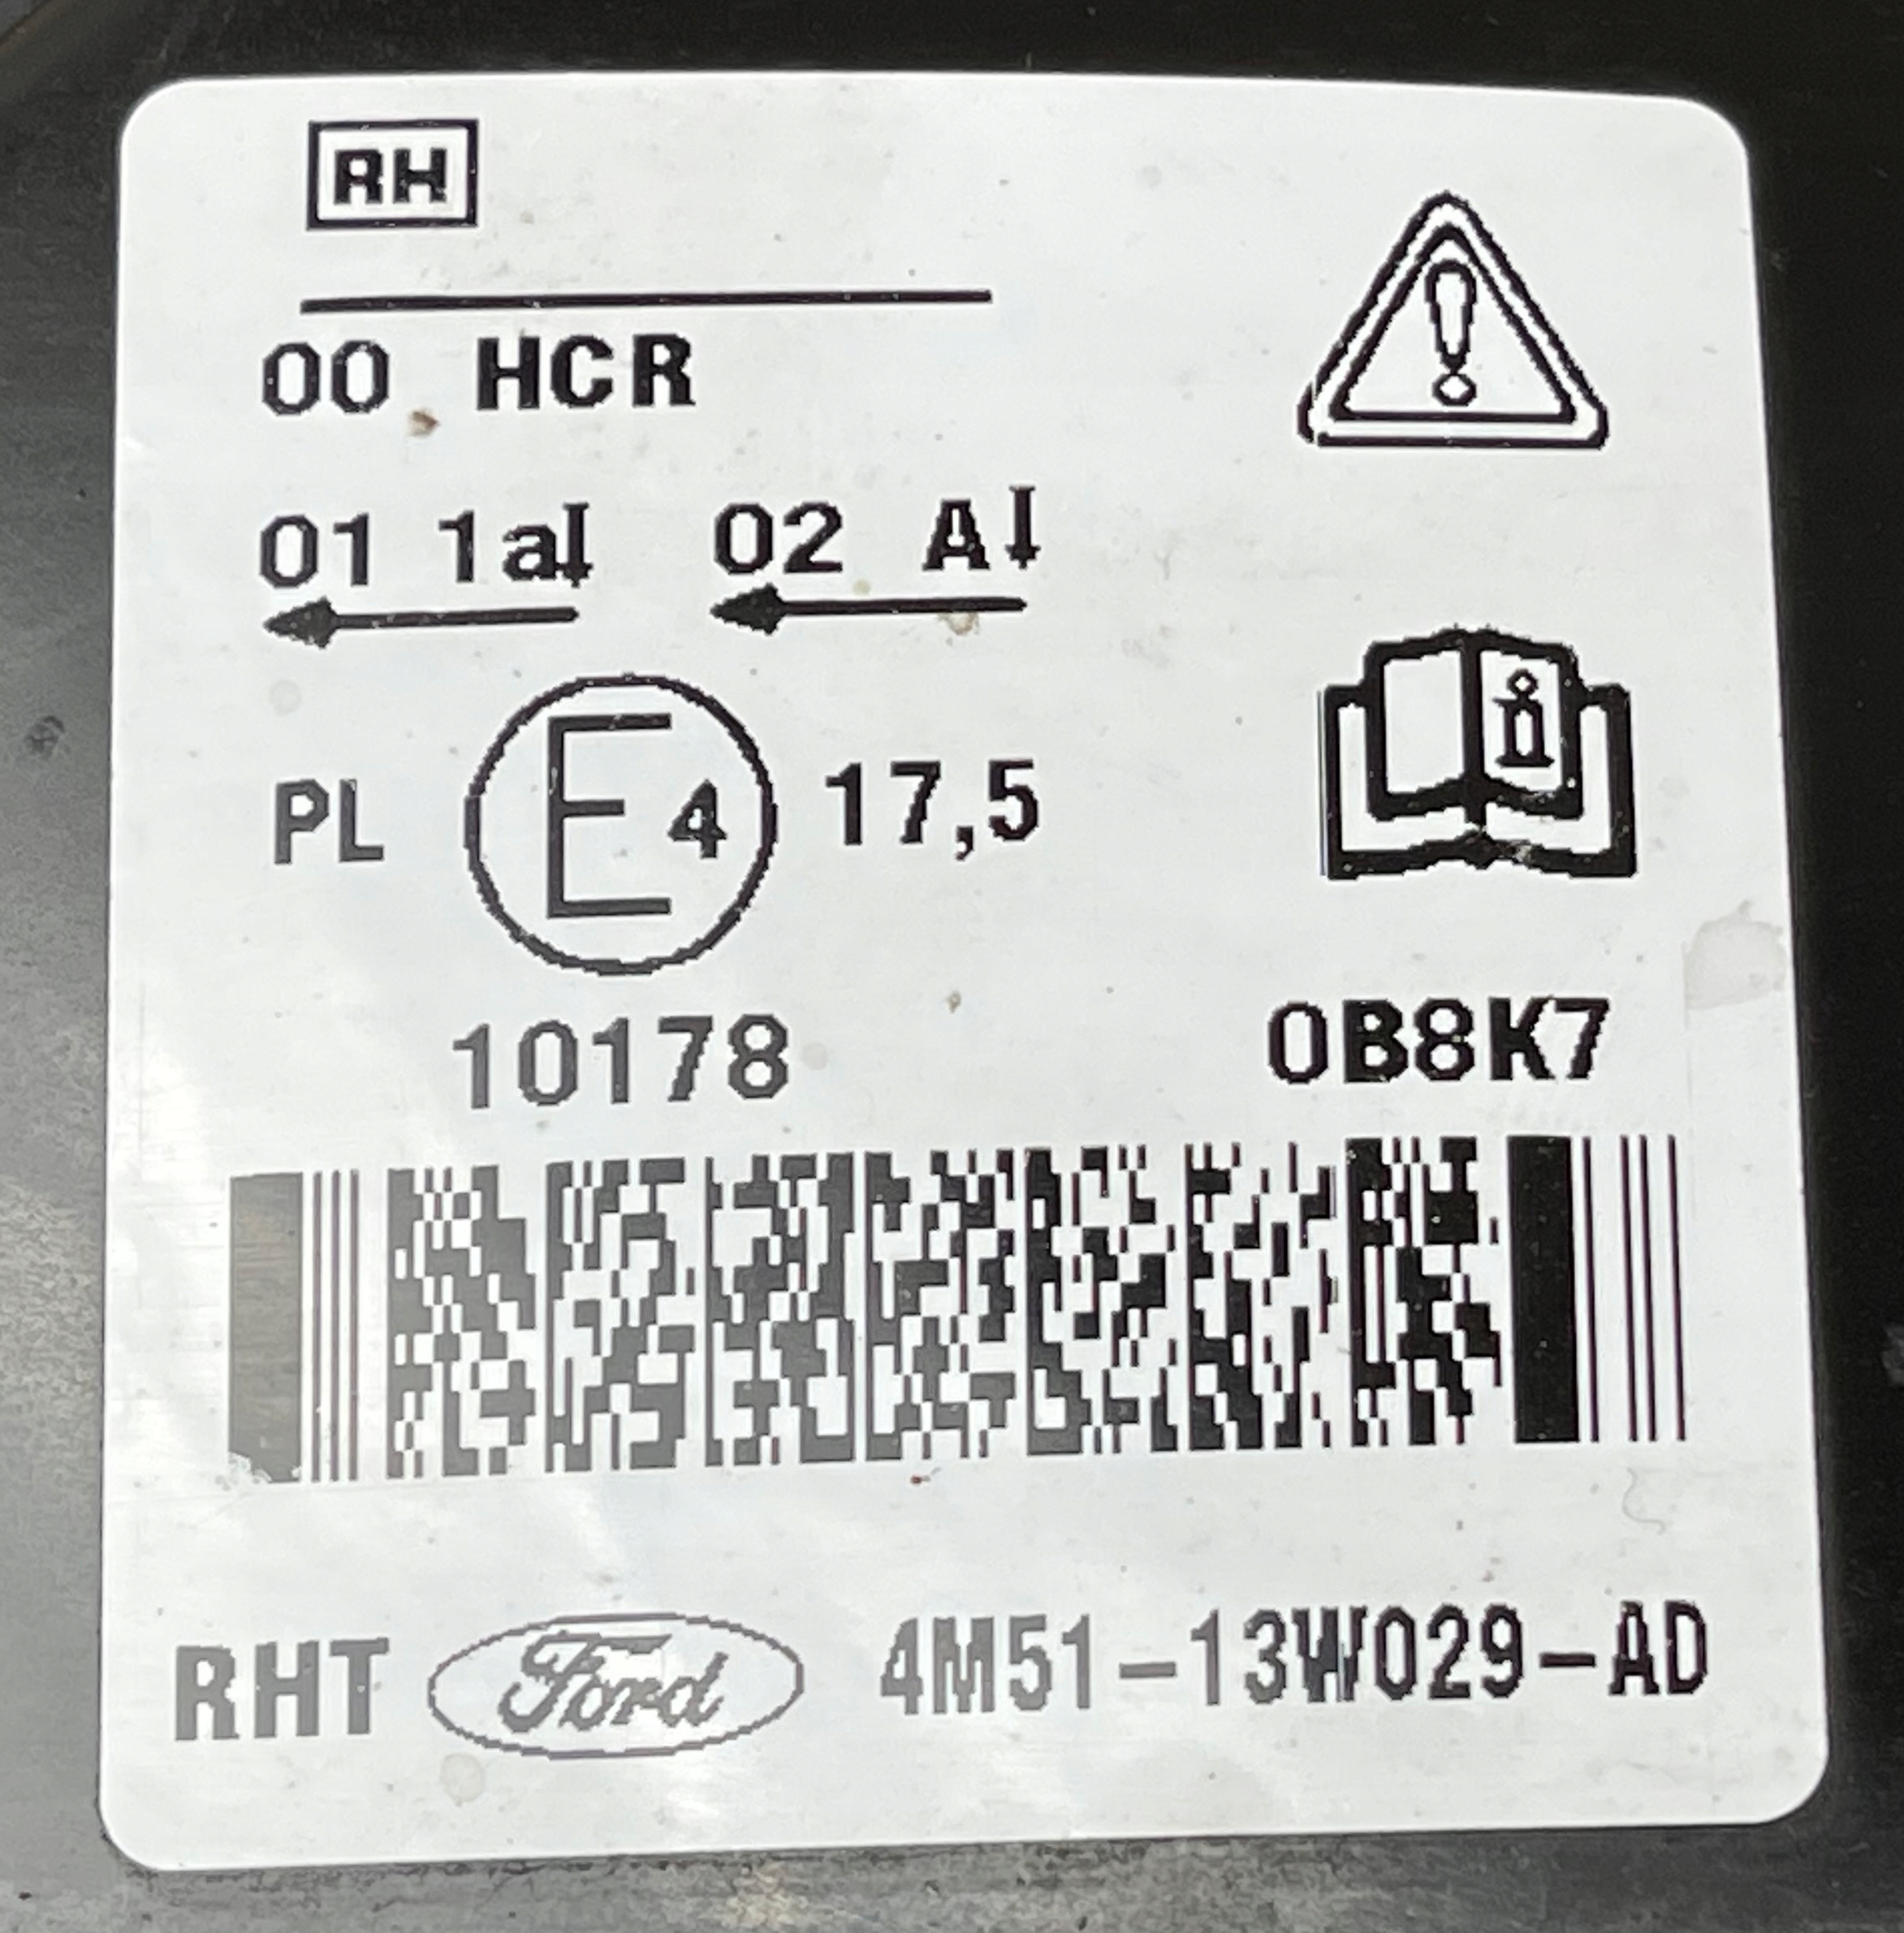 RH
00 HCR
01 1a 02 A
PL E4 17,5
10178 0B8K7
RHT Ford 4M51-13W029-AD